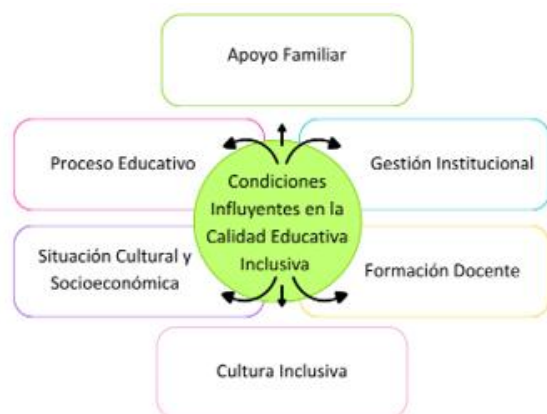 Apoyo Familiar
Proceso Educativo
Gestión Institucional
Condiciones
Influyentes en la
Calidad Educativa
Inclusiva
Situación Cultural y
Socioeconómica
Formación Docente
Cultura Inclusiva